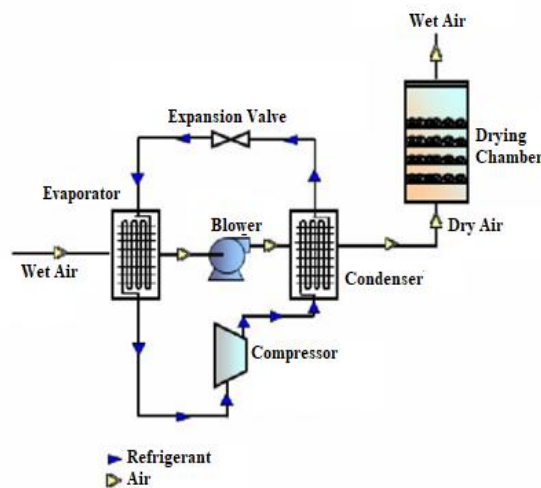 Wet Air
Expansion Valve
Drying
Chamber
Evaporator
Blower
Dry Air
Wet Air
Condenser
Compressor
Refrigerant
Air